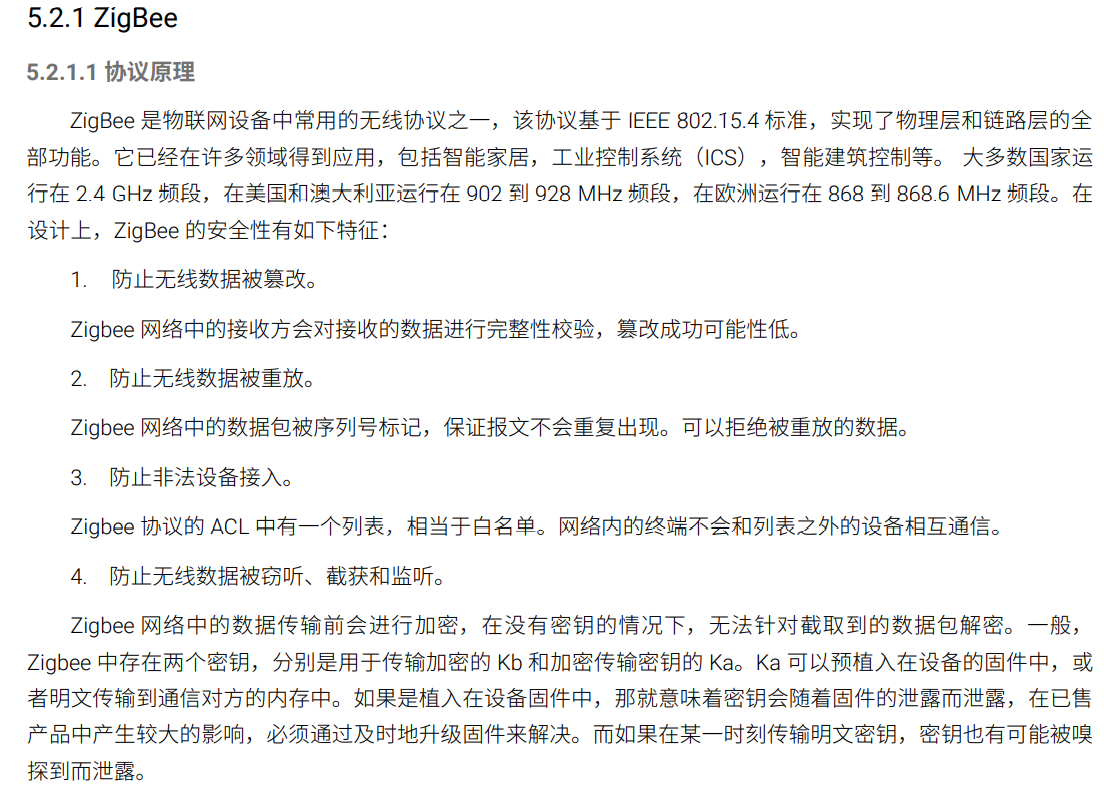 5.2.1 ZigBee
5.2.1.1 协议原理
ZigBee 是物联网设备中常用的无线协议之一，该协议基于 IEEE 802.15.4 标准，实现了物理层和链路层的全
部功能。它已经在许多领域得到应用，包括智能家居，工业控制系统（ICS），智能建筑控制等。 大多数国家运
行在 2.4 GHz 频段，在美国和澳大利亚运行在 902 到 928 MHz 频段，在欧洲运行在 868 到 868.6 MHz 频段。在
设计上，ZigBee 的安全性有如下特征：
1. 防止无线数据被篡改。
Zigbee 网络中的接收方会对接收的数据进行完整性校验，篡改成功可能性低。
2. 防止无线数据被重放。
Zigbee 网络中的数据包被序列号标记，保证报文不会重复出现。可以拒绝被重放的数据。
3. 防止非法设备接入。
Zigbee 协议的 ACL 中有一个列表，相当于白名单。网络内的终端不会和列表之外的设备相互通信。
4. 防止无线数据被窃听、截获和监听。
Zigbee 网络中的数据传输前会进行加密，在没有密钥的情况下，无法针对截取到的数据包解密。一般，
Zigbee 中存在两个密钥，分别是用于传输加密的 Kb 和加密传输密钥的 Ka。Ka 可以预植入在设备的固件中，或
者明文传输到通信对方的内存中。如果是植入在设备固件中，那就意味着密钥会随着固件的泄露而泄露，在已售
产品中产生较大的影响，必须通过及时地升级固件来解决。而如果在某一时刻传输明文密钥，密钥也有可能被嗅
探到而泄露。